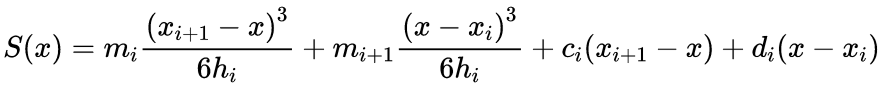 $S(x) = m_i \frac{(x_{i+1} - x)^3}{6h_i} + m_{i+1} \frac{(x - x_i)^3}{6h_i} + c_i(x_{i+1} - x) + d_i(x - x_i)$